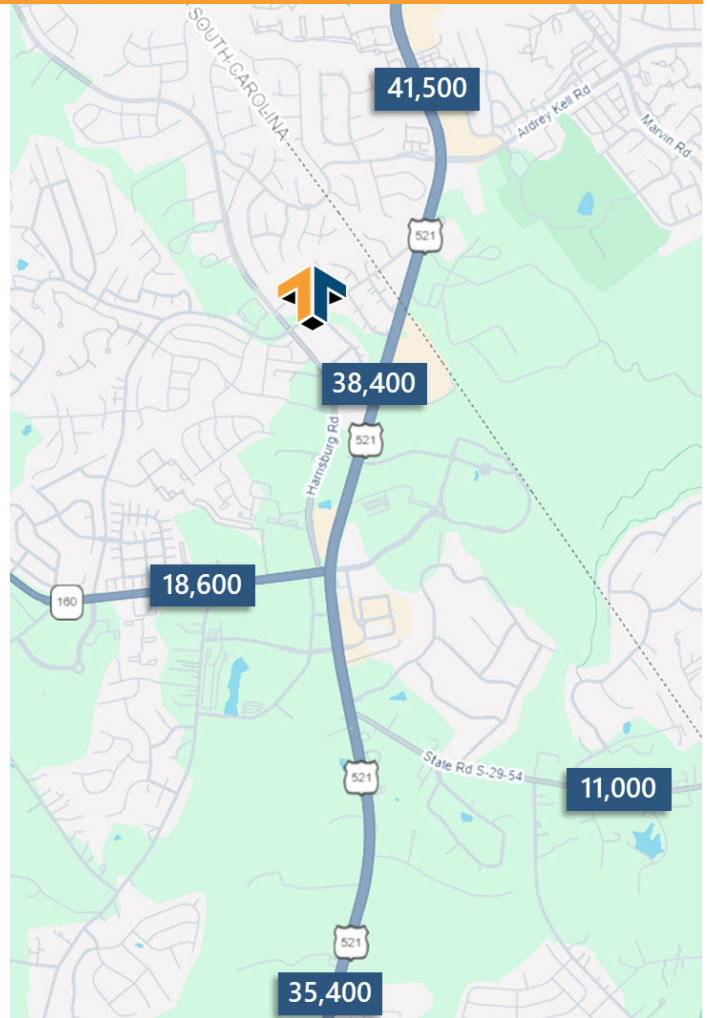 SOUTH CAROLINA
41,500
Ardrey Kell Rd
Marvin Rd
521
38,400
521
Harrisburg Rd
18,600
160
State Rd S-29-54
521
11,000
521
35,400